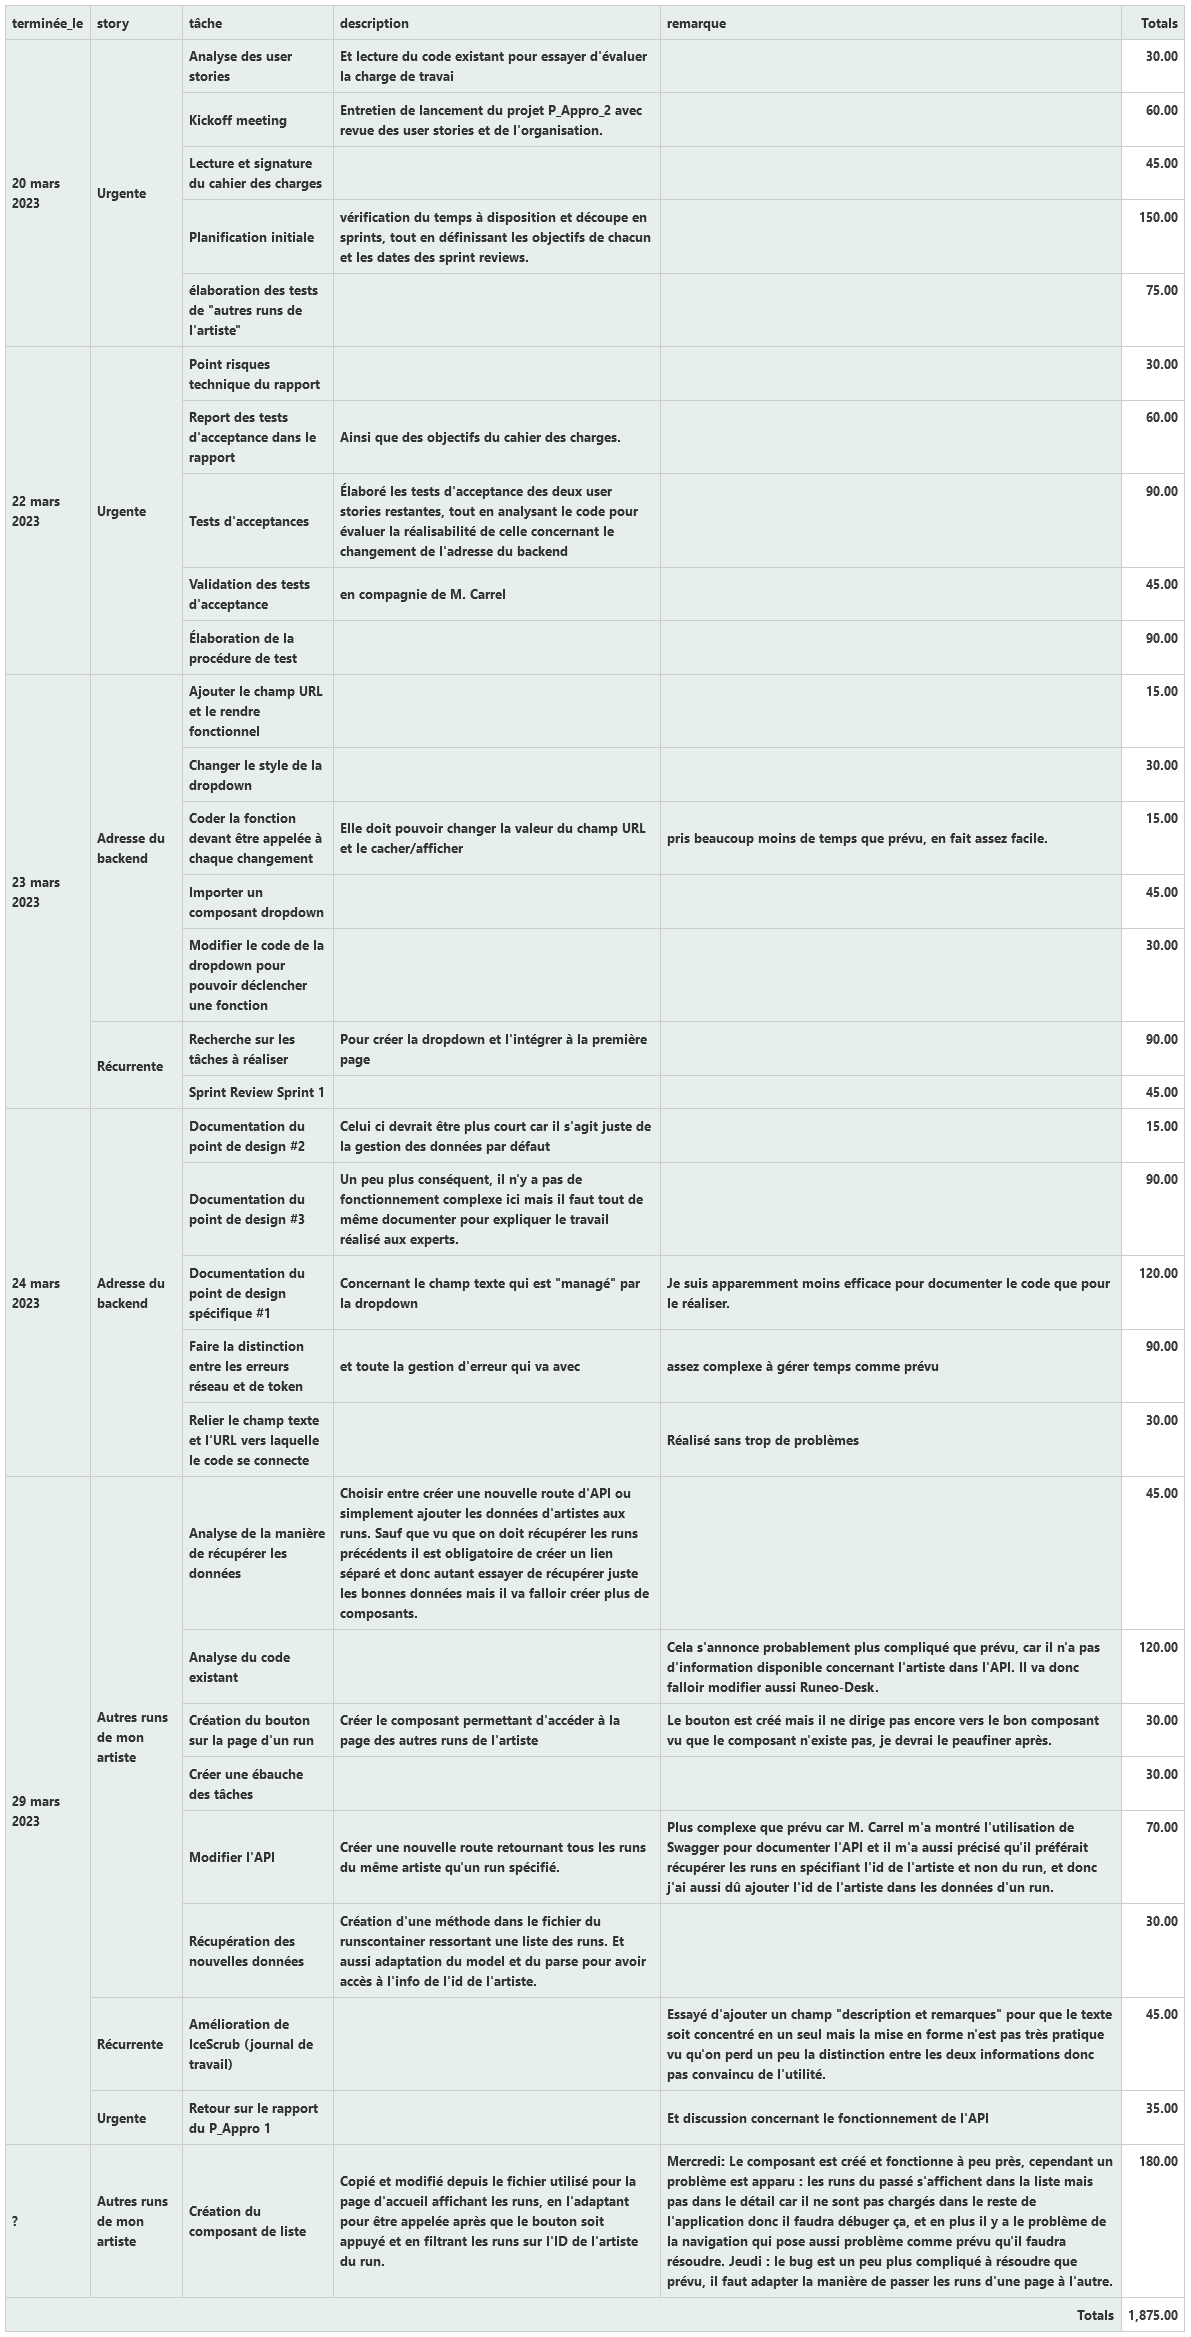 terminée_le story tâche description remarque Totals
20 mars
2023
Urgente
Analyse des user
stories
Et lecture du code existant pour essayer d'évaluer
la charge de travai
30.00
Kickoff meeting
Entretien de lancement du projet P_Appro_2 avec
revue des user stories et de l'organisation.
60.00
Lecture et signature
du cahier des charges
45.00
Planification initiale
vérification du temps à disposition et découpe en
sprints, tout en définissant les objectifs de chacun
et les dates des sprint reviews.
150.00
élaboration des tests
de "autres runs de
l'artiste"
75.00
22 mars
2023
Urgente
Point risques
technique du rapport
30.00
Report des tests
d'acceptance dans le
rapport
Ainsi que des objectifs du cahier des charges.
60.00
Tests d'acceptances
Élaboré les tests d'acceptance des deux user
stories restantes, tout en analysant le code pour
évaluer la réalisabilité de celle concernant le
changement de l'adresse du backend
90.00
Validation des tests
d'acceptance
en compagnie de M. Carrel
45.00
Élaboration de la
procédure de test
90.00
23 mars
2023
Adresse du
backend
Ajouter le champ URL
et le rendre
fonctionnel
15.00
Changer le style de la
dropdown
30.00
Coder la fonction
devant être appelée à
chaque changement
Elle doit pouvoir changer la valeur du champ URL
et le cacher/afficher
pris beaucoup moins de temps que prévu, en fait assez facile.
15.00
Importer un
composant dropdown
45.00
Modifier le code de la
dropdown pour
pouvoir déclencher
une fonction
30.00
Récurrente
Recherche sur les
tâches à réaliser
Pour créer la dropdown et l'intégrer à la première
page
90.00
Sprint Review Sprint 1
45.00
24 mars
2023
Adresse du
backend
Documentation du
point de design #2
Celui ci devrait être plus court car il s'agit juste de
la gestion des données par défaut
15.00
Documentation du
point de design #3
Un peu plus conséquent, il n'y a pas de
fonctionnement complexe ici mais il faut tout de
même documenter pour expliquer le travail
réalisé aux experts.
90.00
Documentation du
point de design
spécifique #1
Concernant le champ texte qui est "managé" par
la dropdown
Je suis apparemment moins efficace pour documenter le code que pour
le réaliser.
120.00
Faire la distinction
entre les erreurs
réseau et de token
et toute la gestion d'erreur qui va avec
assez complexe à gérer temps comme prévu
90.00
Relier le champ texte
et l'URL vers laquelle
le code se connecte
Réalisé sans trop de problèmes
30.00
29 mars
2023
Autres runs
de mon
artiste
Analyse de la manière
de récupérer les
données
Choisir entre créer une nouvelle route d'API ou
simplement ajouter les données d'artistes aux
runs. Sauf que vu que on doit récupérer les runs
précédents il est obligatoire de créer un lien
séparé et donc autant essayer de récupérer juste
les bonnes données mais il va falloir créer plus de
composants.
45.00
Analyse du code
existant
Cela s'annonce probablement plus compliqué que prévu, car il n'a pas
d'information disponible concernant l'artiste dans l'API. Il va donc
falloir modifier aussi Runeo-Desk.
120.00
Création du bouton
sur la page d'un run
Créer le composant permettant d'accéder à la
page des autres runs de l'artiste
Le bouton est créé mais il ne dirige pas encore vers le bon composant
vu que le composant n'existe pas, je devrai le peaufiner après.
30.00
Créer une ébauche
des tâches
30.00
Modifier l'API
Créer une nouvelle route retournant tous les runs
du même artiste qu'un run spécifié.
Plus complexe que prévu car M. Carrel m'a montré l'utilisation de
Swagger pour documenter l'API et il m'a aussi précisé qu'il préférait
récupérer les runs en spécifiant l'id de l'artiste et non du run, et donc
j'ai aussi dû ajouter l'id de l'artiste dans les données d'un run.
70.00
Récupération des
nouvelles données
Création d'une méthode dans le fichier du
runscontainer ressortant une liste des runs. Et
aussi adaptation du model et du parse pour avoir
accès à l'info de l'id de l'artiste.
30.00
Récurrente
Amélioration de
IceScrub (journal de
travail)
Essayé d'ajouter un champ "description et remarques" pour que le texte
soit concentré en un seul mais la mise en forme n'est pas très pratique
vu qu'on perd un peu la distinction entre les deux informations donc
pas convaincu de l'utilité.
45.00
Urgente
Retour sur le rapport
du P_Appro 1
Et discussion concernant le fonctionnement de l'API
35.00
?
Autres runs
de mon
artiste
Création du
composant de liste
Copié et modifié depuis le fichier utilisé pour la
page d'accueil affichant les runs, en l'adaptant
pour être appelée après que le bouton soit
appuyé et en filtrant les runs sur l'ID de l'artiste
du run.
Mercredi: Le composant est créé et fonctionne à peu près, cependant un
problème est apparu : les runs du passé s'affichent dans la liste mais
pas dans le détail car il ne sont pas chargés dans le reste de
l'application donc il faudra débuger ça, et en plus il y a le problème de
la navigation qui pose aussi problème comme prévu qu'il faudra
résoudre. Jeudi : le bug est un peu plus compliqué à résoudre que
prévu, il faut adapter la manière de passer les runs d'une page à l'autre.
180.00
Totals 1,875.00